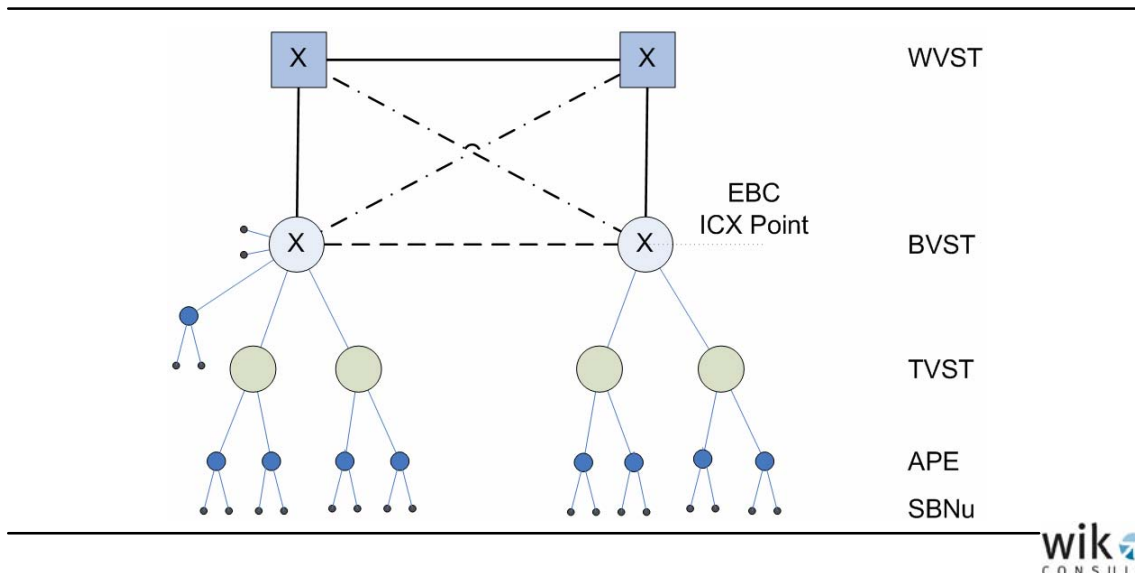 X X WVST
EBC
ICX Point
X X BVST
TVST
APE
SBNu
wik
CONSUL